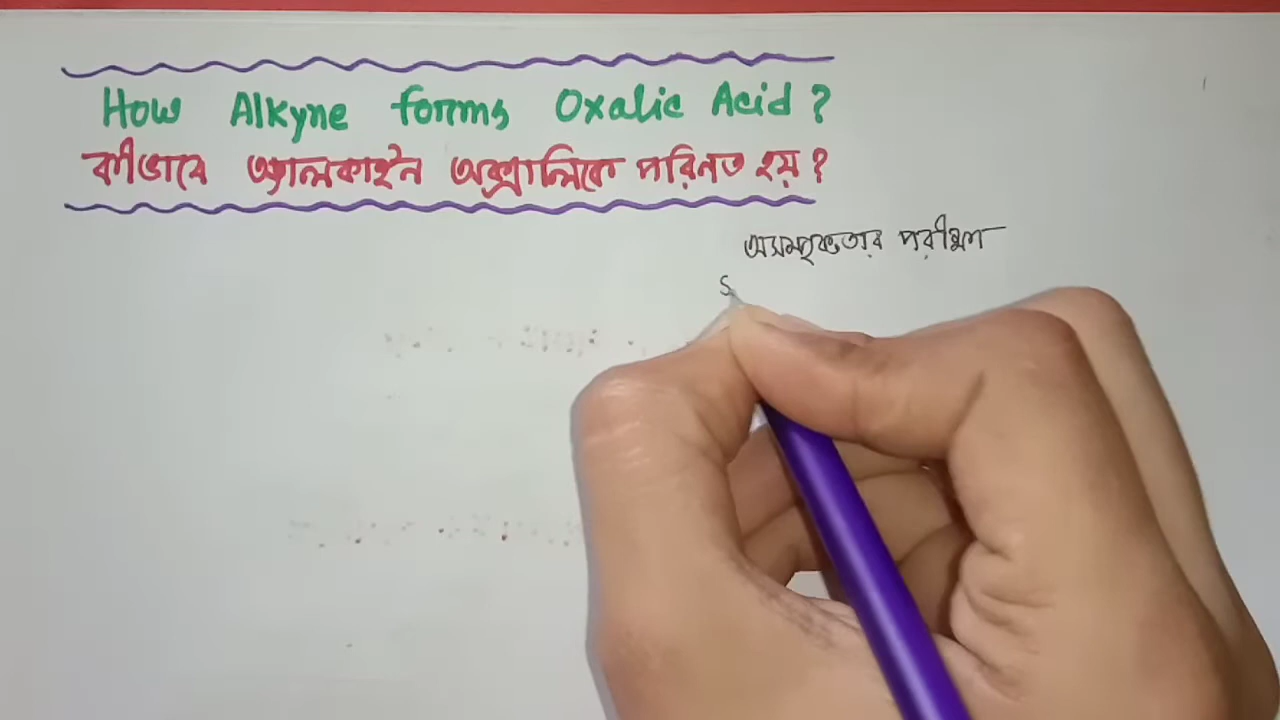 How Alkyne forms Oxalic Acid?
কীভাবে অ্যালকাইন অক্সালিকে পরিনত হয়?
অসম্পৃক্ততার পরীক্ষা
S